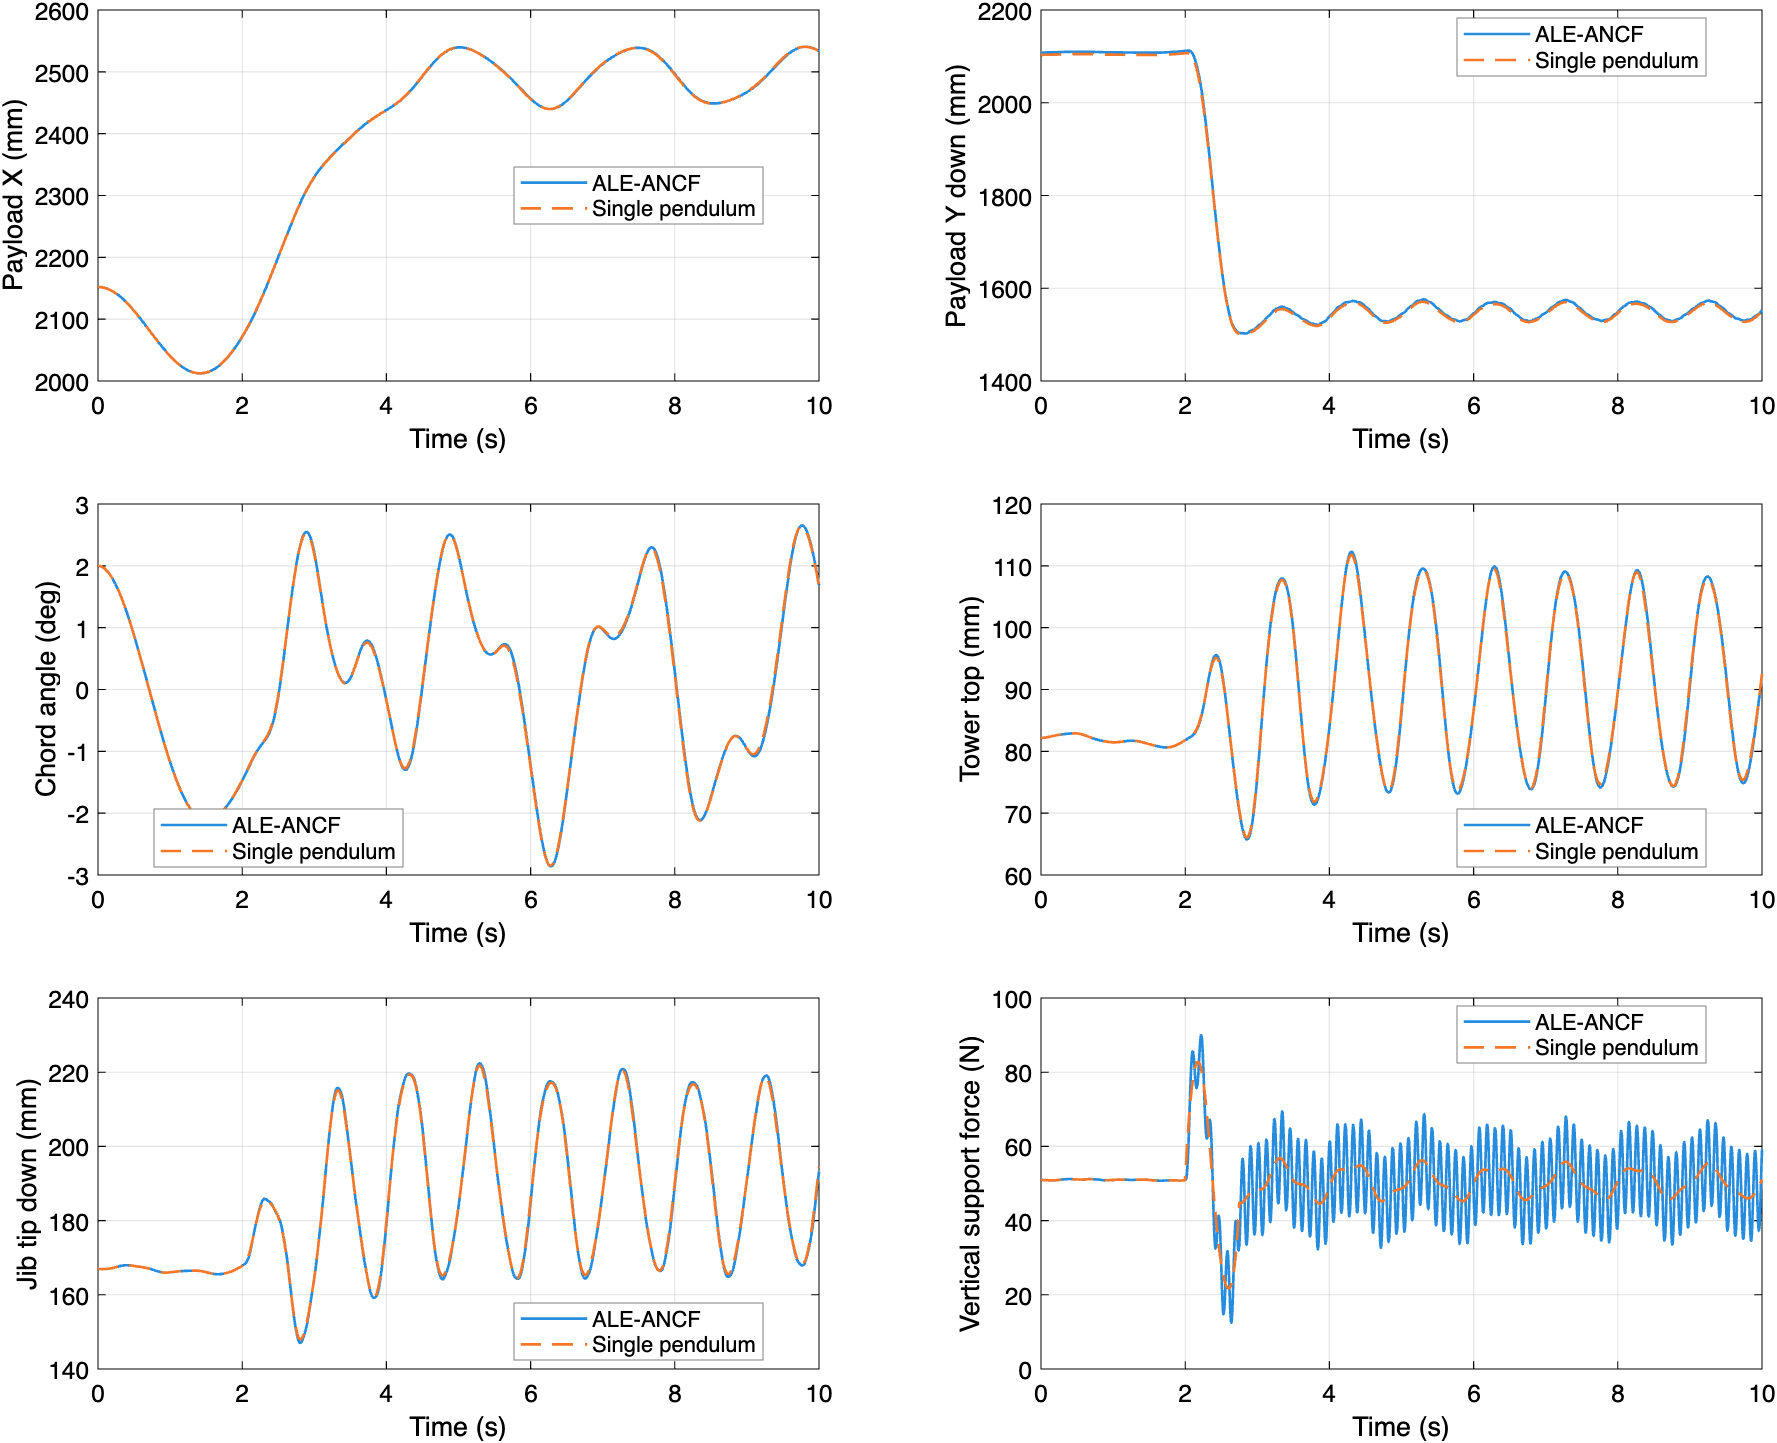 2600
2500
2400
2300
2200
2100
2000
Payload X (mm)
ALE-ANCF
Single pendulum
0 2 4 6 8 10
Time (s)
2200
2000
1800
1600
1400
Payload Y down (mm)
ALE-ANCF
Single pendulum
0 2 4 6 8 10
Time (s)
3
2
1
0
-1
-2
-3
Chord angle (deg)
ALE-ANCF
Single pendulum
0 2 4 6 8 10
Time (s)
120
110
100
90
80
70
60
Tower top (mm)
ALE-ANCF
Single pendulum
0 2 4 6 8 10
Time (s)
240
220
200
180
160
140
Jib tip down (mm)
ALE-ANCF
Single pendulum
0 2 4 6 8 10
Time (s)
100
80
60
40
20
0
Vertical support force (N)
ALE-ANCF
Single pendulum
0 2 4 6 8 10
Time (s)